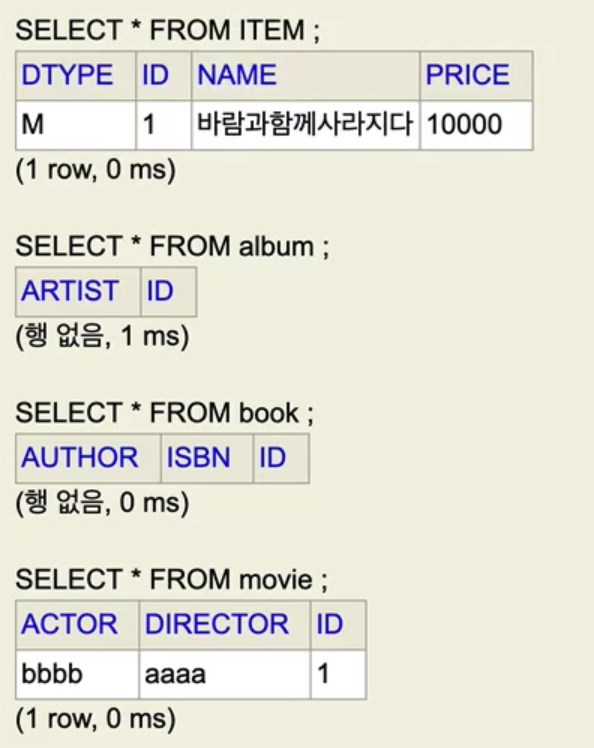 SELECT * FROM ITEM ;
DTYPE ID NAME PRICE
M 1 바람과함께사라지다 10000
(1 row, 0 ms)
SELECT * FROM album ;
ARTIST ID
(행 없음, 1 ms)
SELECT * FROM book ;
AUTHOR ISBN ID
(행 없음, 0 ms)
SELECT * FROM movie ;
ACTOR DIRECTOR ID
bbbb aaaa 1
(1 row, 0 ms)